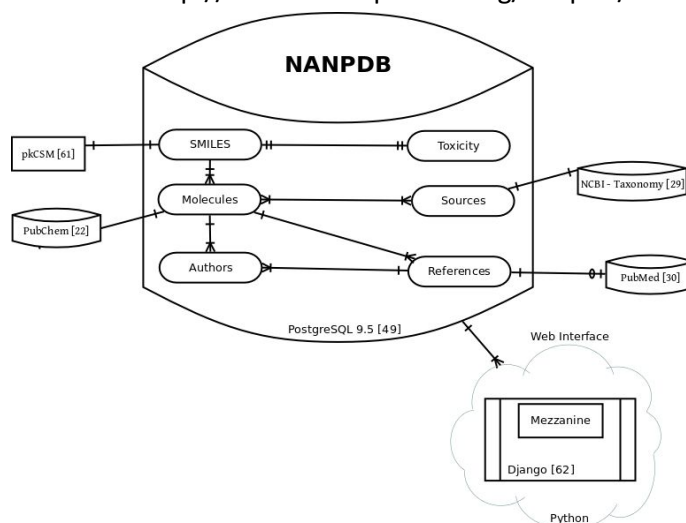 NANPDB
pkCSM [61]
SMILES
Toxicity
Molecules
Sources
NCBI - Taxonomy [29]
PubChem [22]
Authors
References
PubMed [30]
PostgreSQL 9.5 [49]
Web Interface
Mezzanine
Django [62]
Python